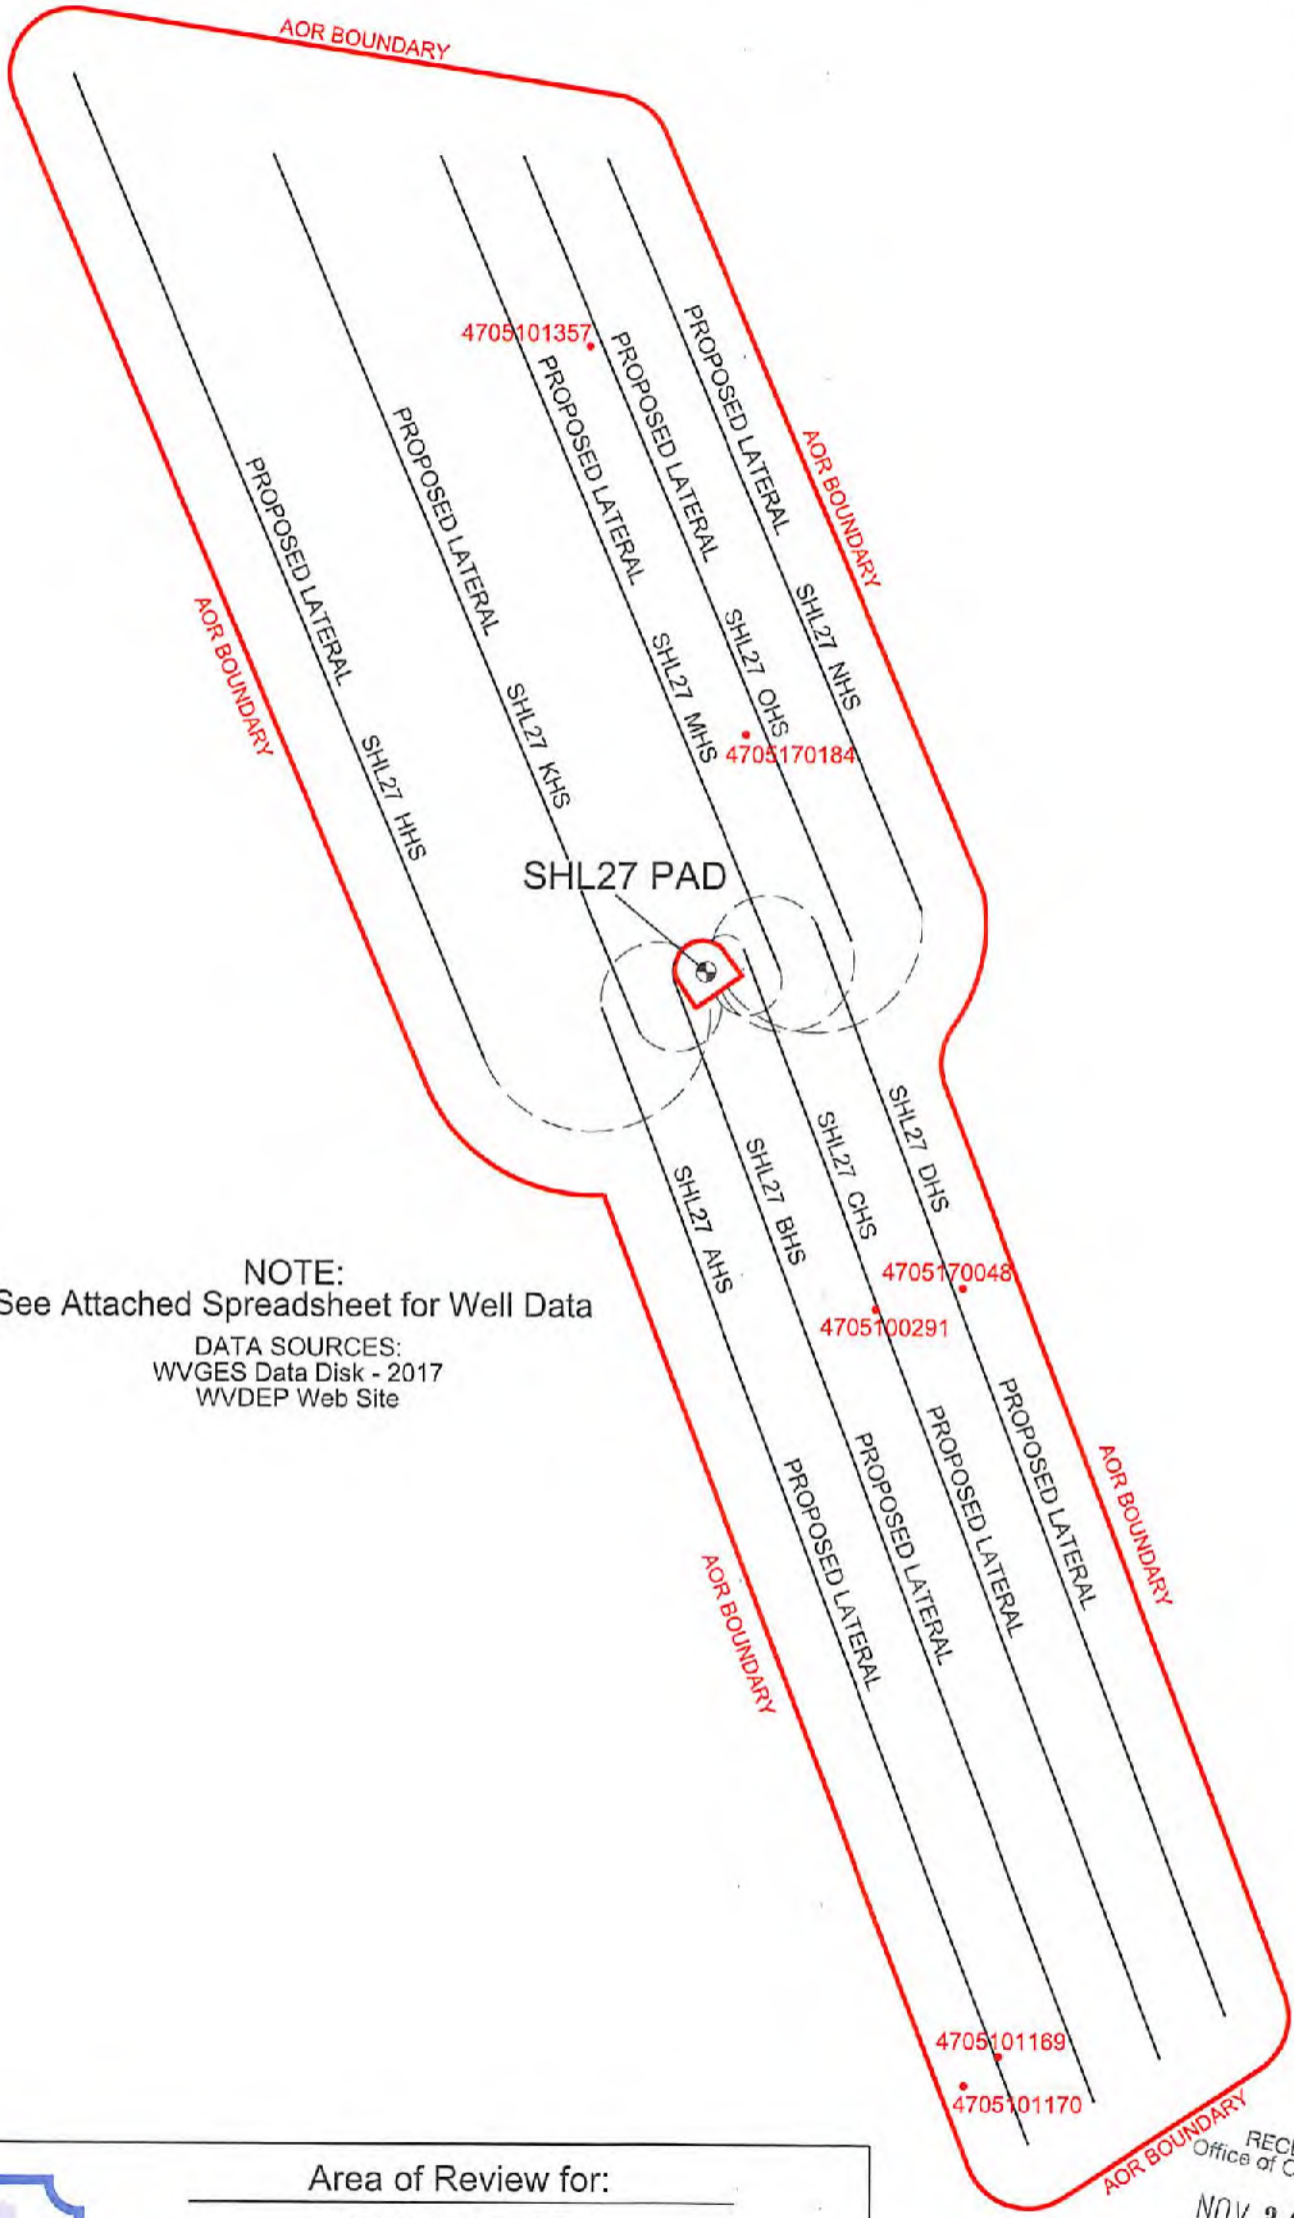 AOR BOUNDARY
4705101357
PROPOSED LATERAL SHL27 NHS
PROPOSED LATERAL SHL27 OHS
PROPOSED LATERAL SHL27 MHS
PROPOSED LATERAL SHL27 KHS
PROPOSED LATERAL SHL27 HHS
AOR BOUNDARY
AOR BOUNDARY
4705170184
SHL27 PAD
SHL27 DHS PROPOSED LATERAL
SHL27 CHS PROPOSED LATERAL
SHL27 BHS PROPOSED LATERAL
SHL27 AHS PROPOSED LATERAL
4705170048
4705100291
NOTE:
See Attached Spreadsheet for Well Data
DATA SOURCES:
WVGES Data Disk - 2017
WVDEP Web Site
AOR BOUNDARY
AOR BOUNDARY
4705101169
4705101170
AOR BOUNDARY
Office of
NOV
Area of Review for: